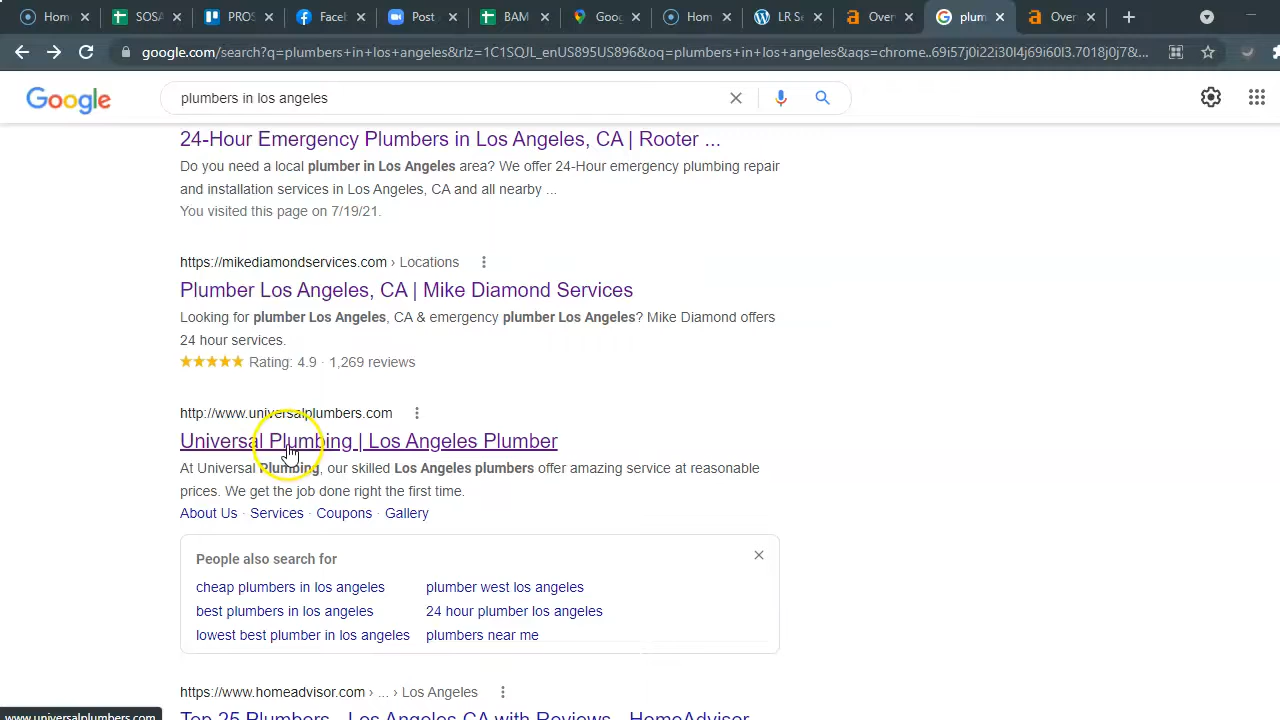 Hom SOSA PROS Faceb Post BAM Goog Hom LR Se Over plum Over
google.com/search?q=plumbers+in+los+angeles&rlz=1C1SQJL_enUS895US896&oq=plumbers+in+los+angeles&aqs=chrome..69i57j0i22i30l4j69i60l3.7018j0j7&...
Google plumbers in los angeles
24-Hour Emergency Plumbers in Los Angeles, CA | Rooter ...
Do you need a local plumber in Los Angeles area? We offer 24-Hour emergency plumbing repair
and installation services in Los Angeles, CA and all nearby ...
You visited this page on 7/19/21.
https://mikediamondservices.com › Locations
Plumber Los Angeles, CA | Mike Diamond Services
Looking for plumber Los Angeles, CA & emergency plumber Los Angeles? Mike Diamond offers
24 hour services.
Rating: 4.9 · 1,269 reviews
http://www.universalplumbers.com
Universal Plumbing | Los Angeles Plumber
At Universal Plumbing, our skilled Los Angeles plumbers offer amazing service at reasonable
prices. We get the job done right the first time.
About Us · Services · Coupons · Gallery
People also search for
cheap plumbers in los angeles plumber west los angeles
best plumbers in los angeles 24 hour plumber los angeles
lowest best plumber in los angeles plumbers near me
https://www.homeadvisor.com › ... › Los Angeles
Top 25 Plumbers - Los Angeles CA with Reviews - HomeAdvisor
www.universalplumbers.com